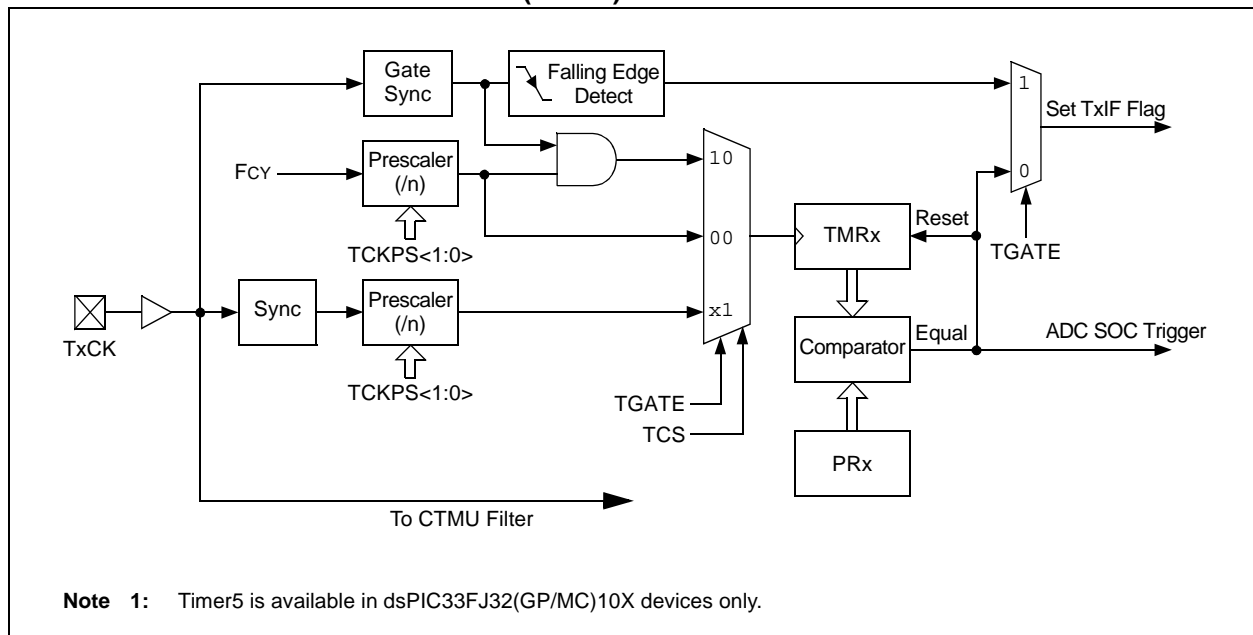 Gate
Sync
Falling Edge
Detect
1
Set TxIF Flag
0
TGATE
FCY
Prescaler
(/n)
TCKPS<1:0>
10
00
x1
TMRx
Reset
TxCK
Sync
Prescaler
(/n)
TCKPS<1:0>
Comparator
Equal
ADC SOC Trigger
TGATE
TCS
PRx
To CTMU Filter
Note 1: Timer5 is available in dsPIC33FJ32(GP/MC)10X devices only.